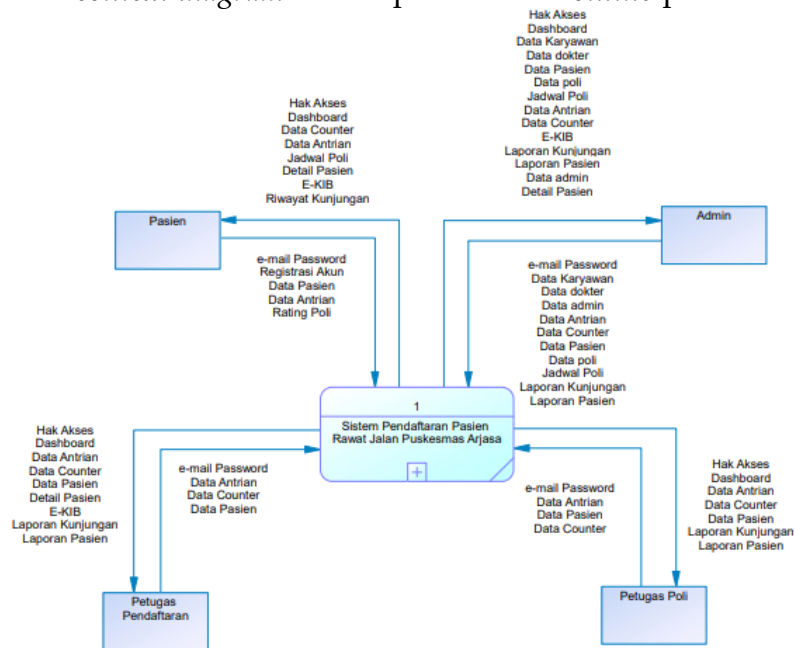 Hak Akses
Dashboard
Data Karyawan
Data dokter
Data Pasien
Data poli
Jadwal Poli
Data Antrian
Data Counter
E-KIB
Laporan Kunjungan
Laporan Pasien
Data admin
Detail Pasien
Hak Akses
Dashboard
Data Counter
Data Antrian
Jadwal Poli
Detail Pasien
E-KIB
Riwayat Kunjungan
Pasien
Admin
e-mail Password
Registrasi Akun
Data Pasien
Data Antrian
Rating Poli
e-mail Password
Data Karyawan
Data dokter
Data admin
Data Antrian
Data Counter
Data Pasien
Data poli
Jadwal Poli
Laporan Kunjungan
Laporan Pasien
1
Sistem Pendaftaran Pasien
Rawat Jalan Puskesmas Arjasa
Hak Akses
Dashboard
Data Antrian
Data Counter
Data Pasien
Detail Pasien
E-KIB
Laporan Kunjungan
Laporan Pasien
e-mail Password
Data Antrian
Data Counter
Data Pasien
e-mail Password
Data Antrian
Data Pasien
Data Counter
Hak Akses
Dashboard
Data Antrian
Data Counter
Data Pasien
Laporan Kunjungan
Laporan Pasien
Petugas
Pendaftaran
Petugas Poli